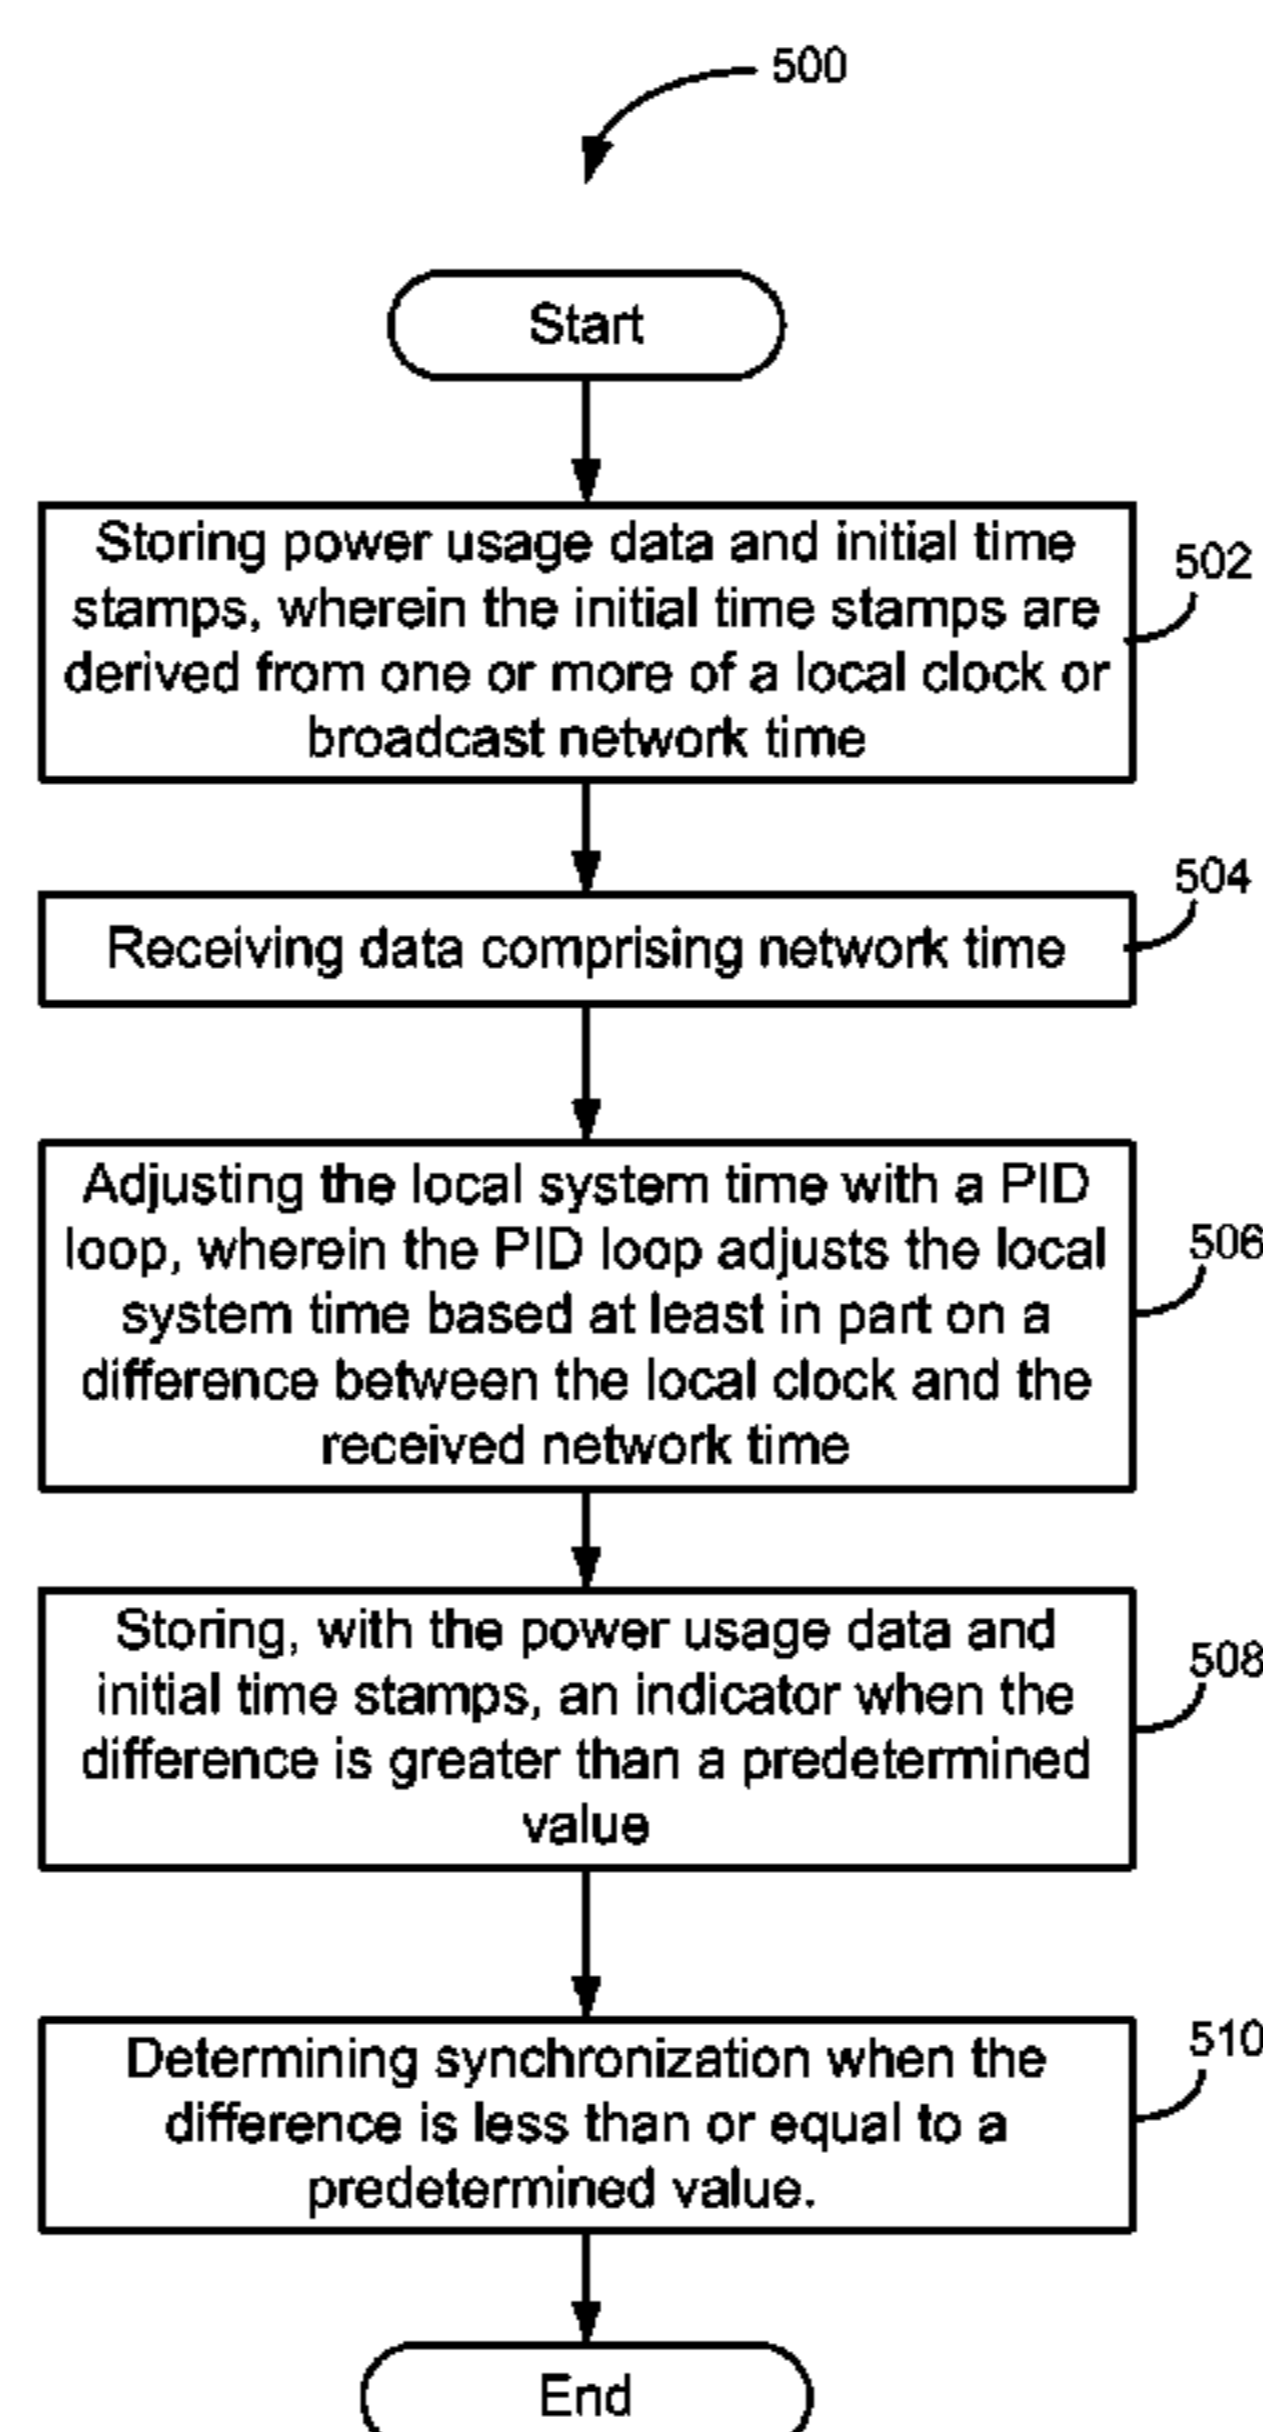 500
Start
Storing power usage data and initial time
stamps, wherein the initial time stamps are
derived from one or more of a local clock or
broadcast network time
502
Receiving data comprising network time
504
Adjusting the local system time with a PID
loop, wherein the PID loop adjusts the local
system time based at least in part on a
difference between the local clock and the
received network time
506
Storing, with the power usage data and
initial time stamps, an indicator when the
difference is greater than a predetermined
value
508
Determining synchronization when the
difference is less than or equal to a
predetermined value.
510
End